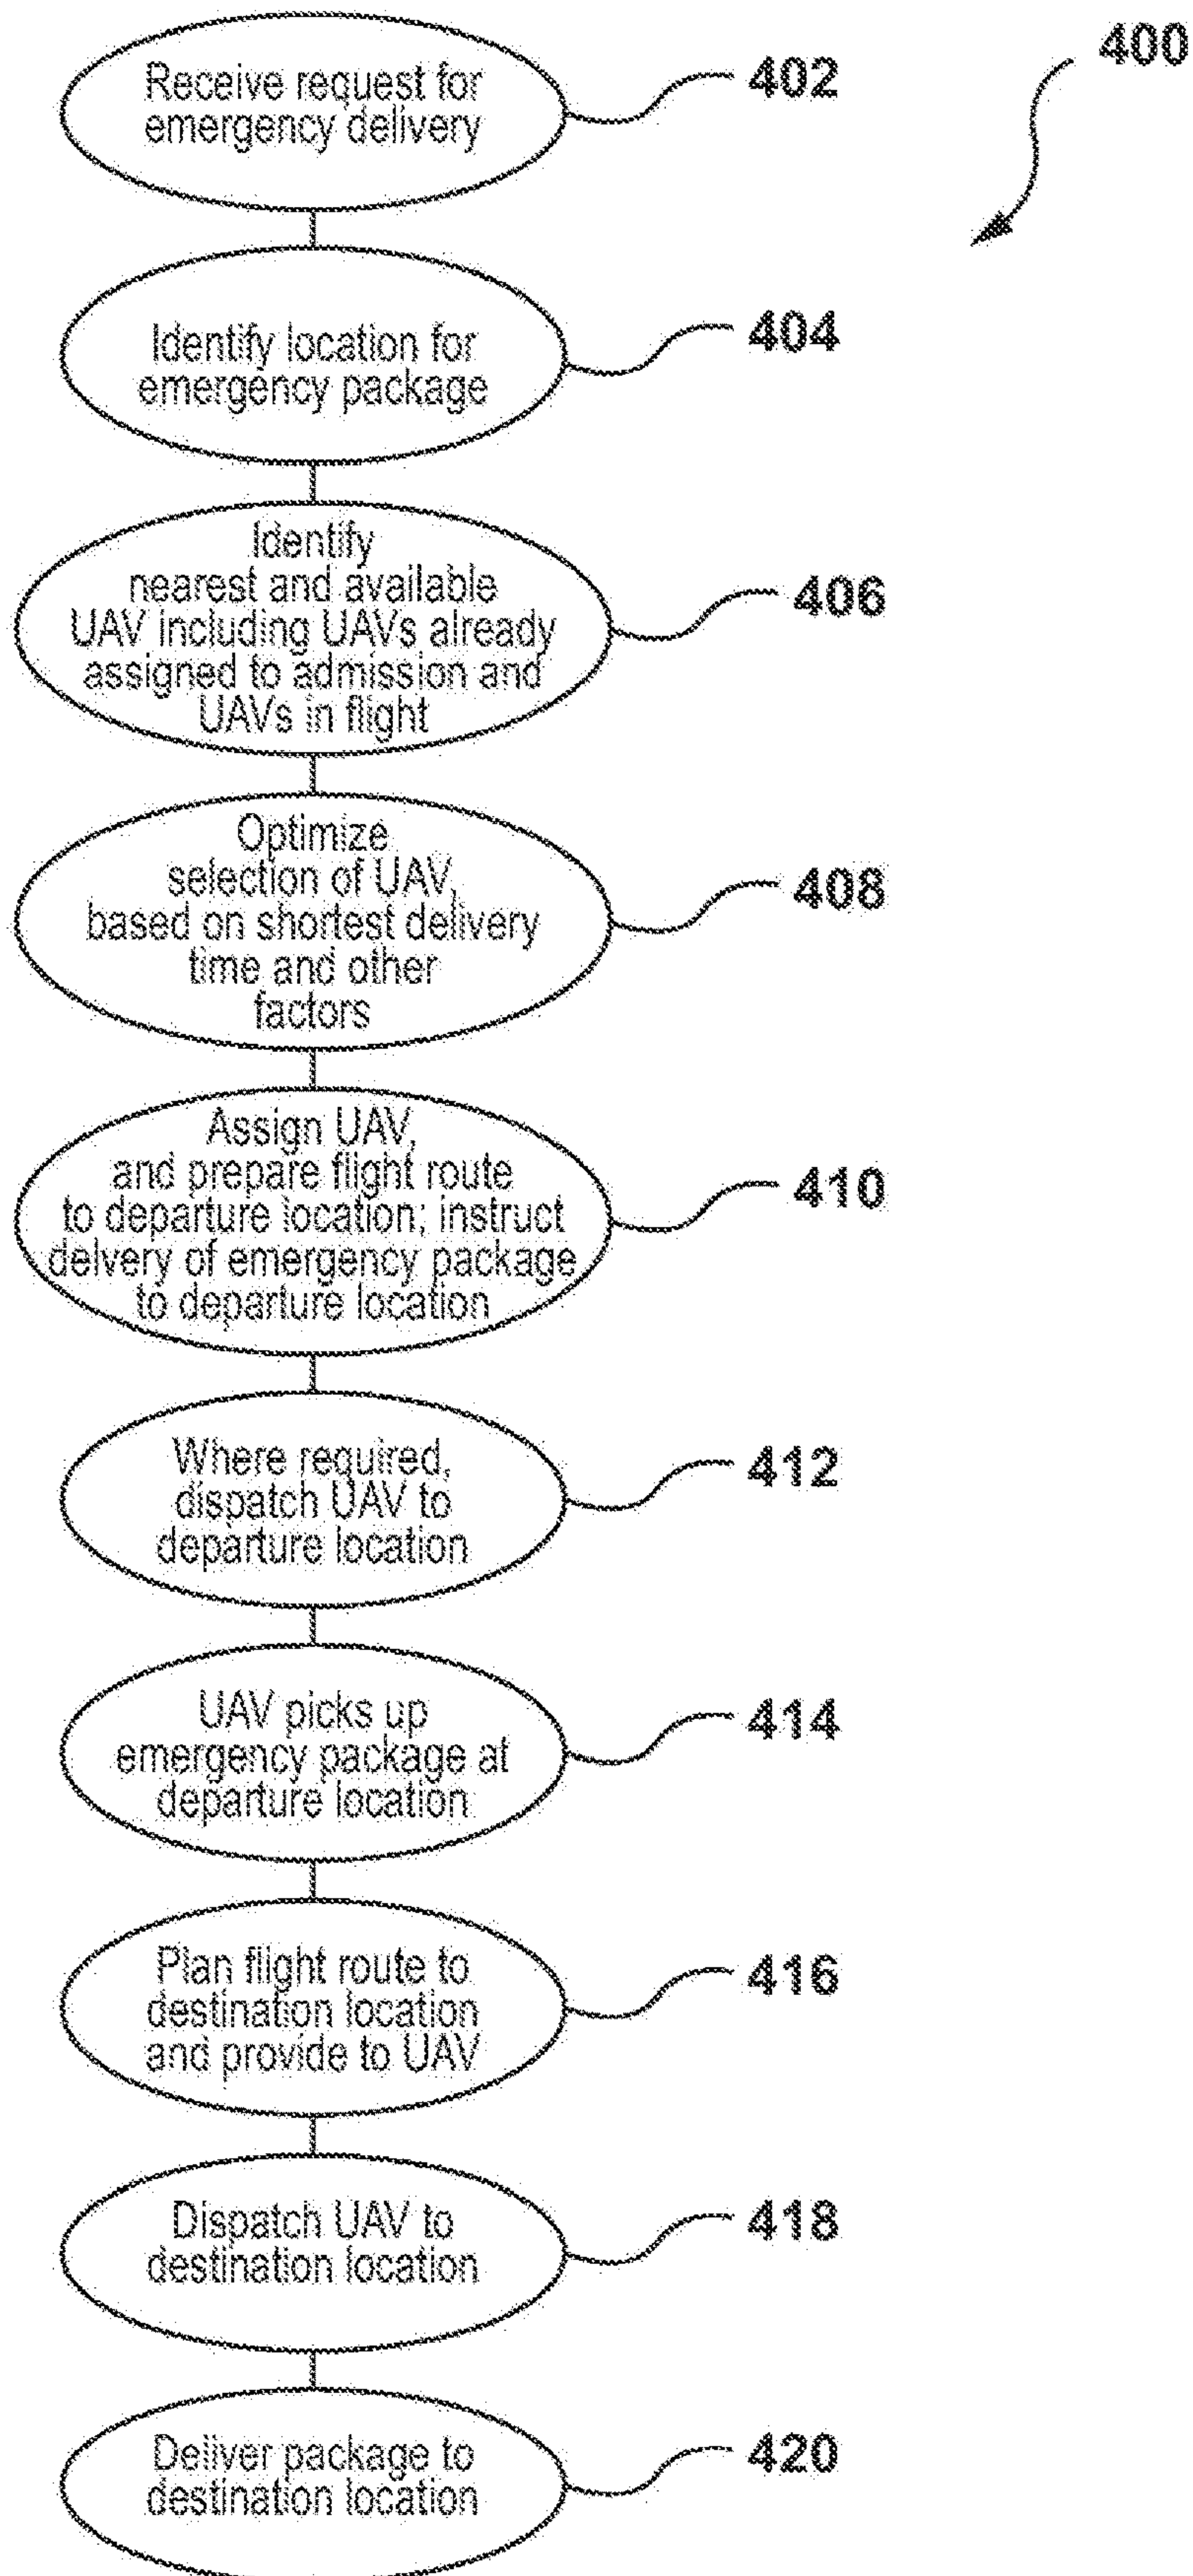 400
Receive request for
emergency delivery
402
Identify location for
emergency package
404
Identify
nearest and available
UAV including UAVs already
assigned to admission and
UAVs in flight
406
Optimize
selection of UAV,
based on shortest delivery
time and other
factors
408
Assign UAV,
and prepare flight route
to departure location; instruct
delvery of emergency package
to departure location
410
Where required,
dispatch UAV to
departure location
412
UAV picks up
emergency package at
departure location
414
Plan flight route to
destination location
and provide to UAV
416
Dispatch UAV to
destination location
418
Deliver package to
destination location
420